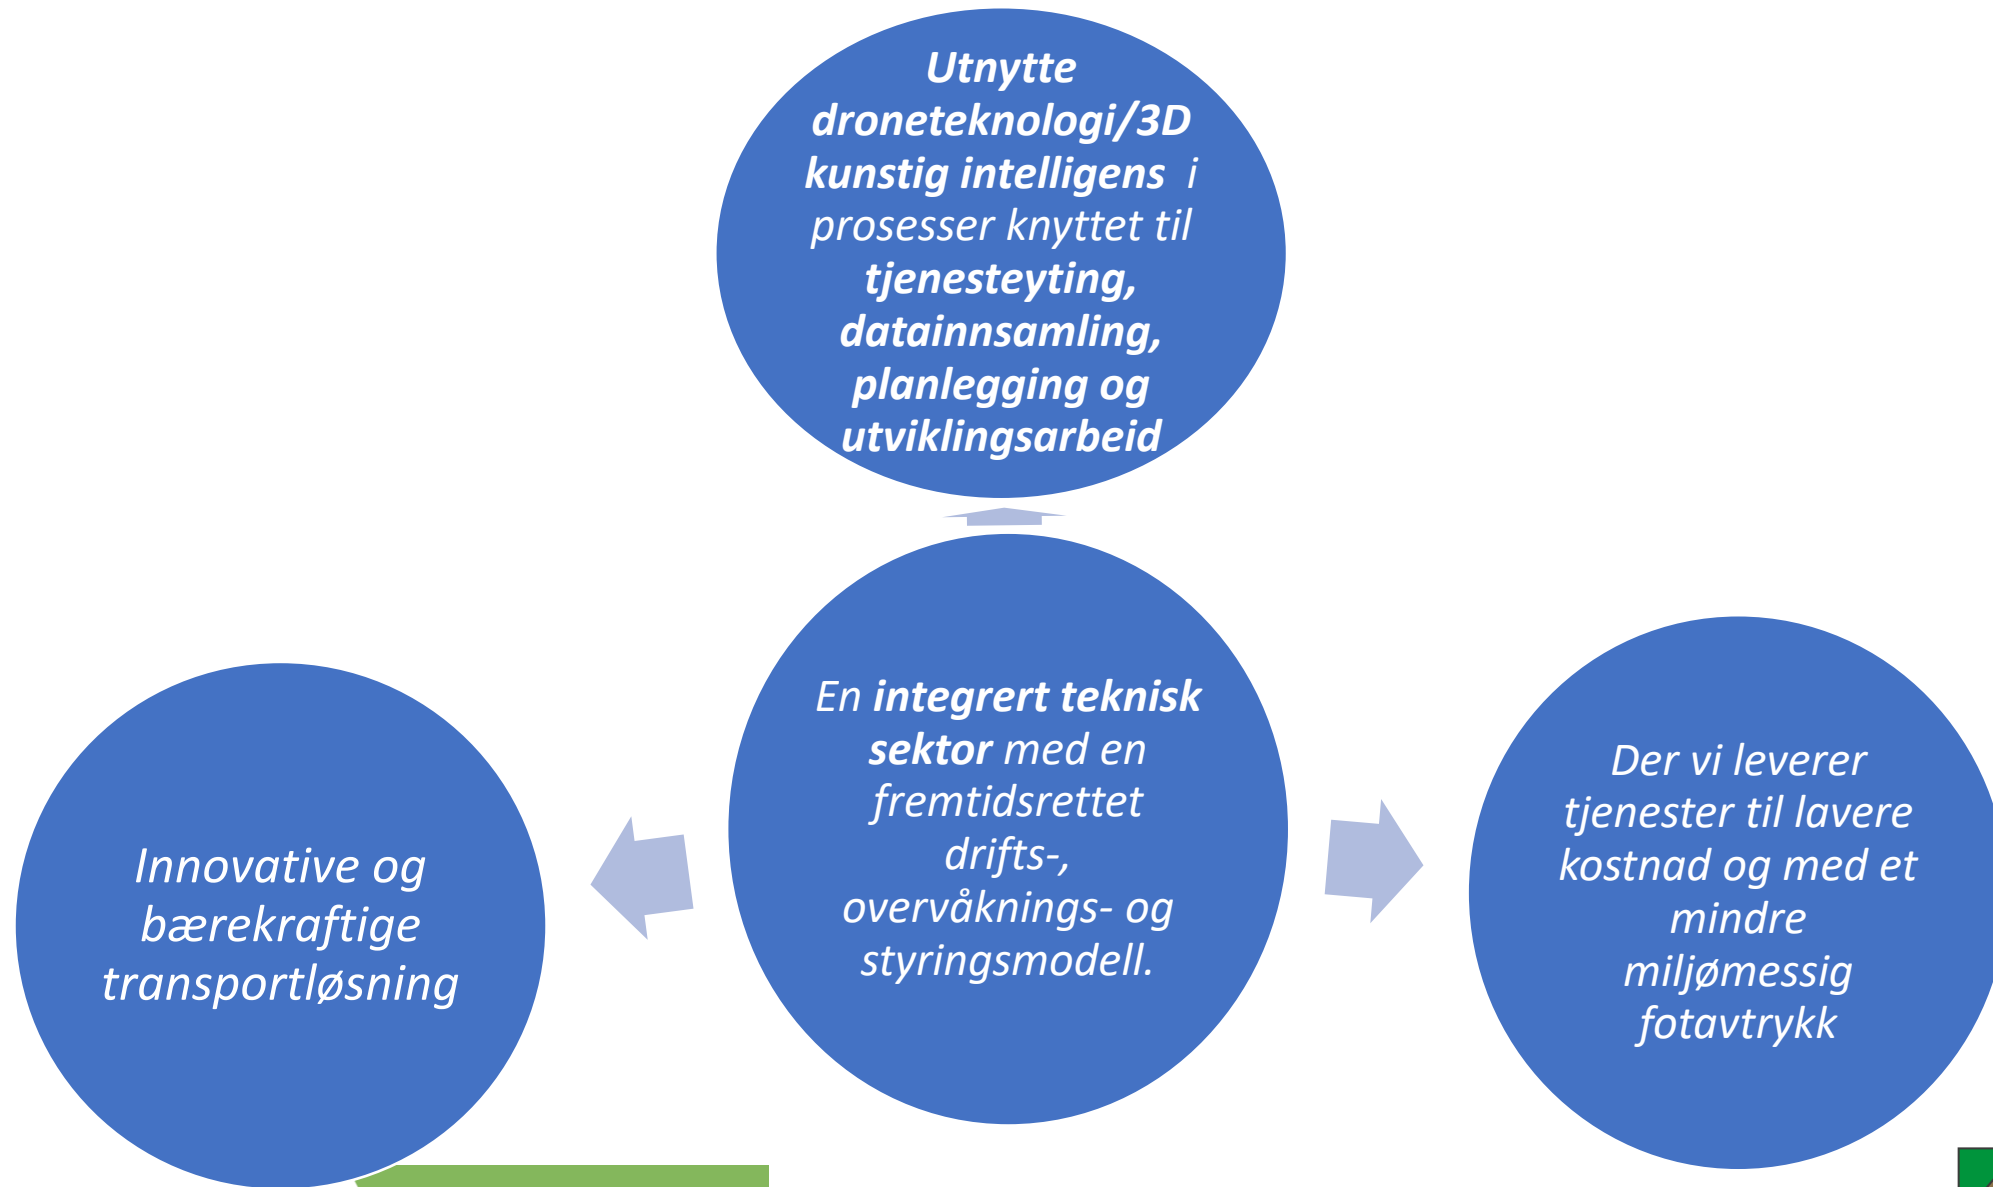 Utnytte
droneteknologi/3D
kunstig intelligens i
prosesser knyttet til
tjenesteyting,
datainnsamling,
planlegging og
utviklingsarbeid
En integrert teknisk
sektor med en
fremtidsrettet
drifts-,
overvåknings- og
styringsmodell.
Innovative og
bærekraftige
transportløsning
Der vi leverer
tjenester til lavere
kostnad og med et
mindre
miljømessig
fotavtrykk